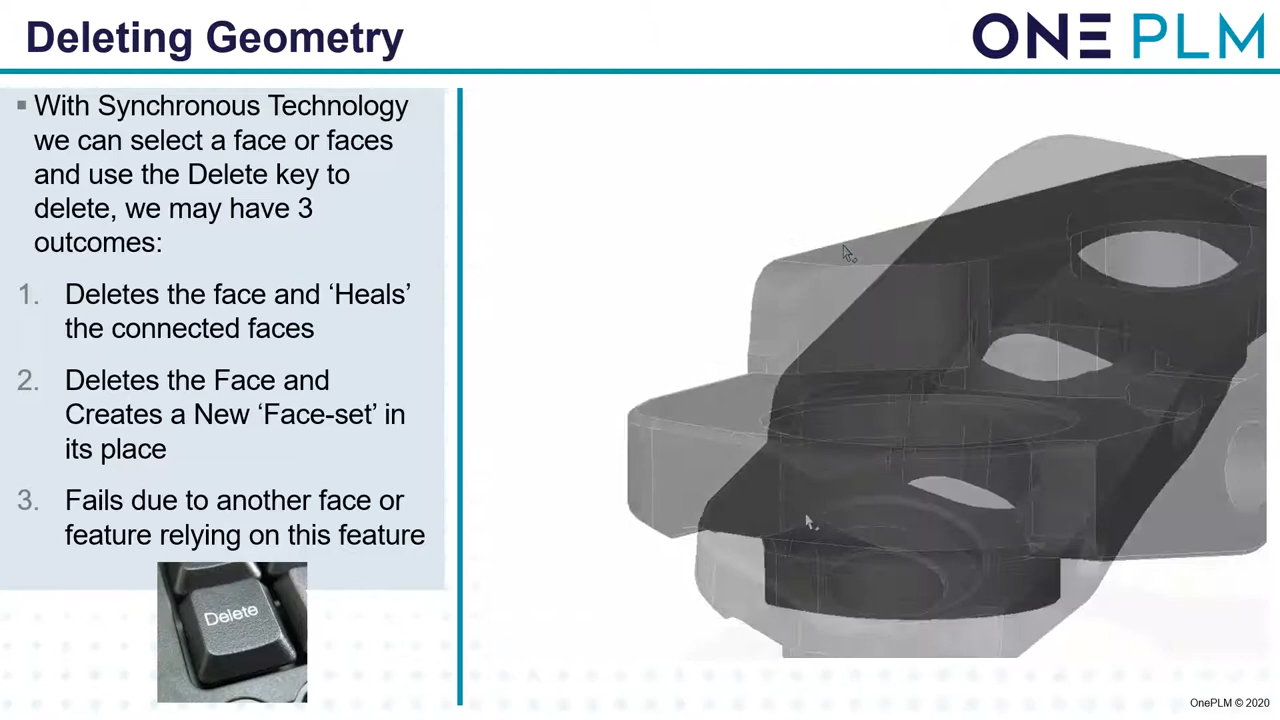 Deleting Geometry
ONE PLM
▪ With Synchronous Technology
we can select a face or faces
and use the Delete key to
delete, we may have 3
outcomes:
1. Deletes the face and ‘Heals’
the connected faces
2. Deletes the Face and
Creates a New ‘Face-set’ in
its place
3. Fails due to another face or
feature relying on this feature
Delete
OnePLM © 2020